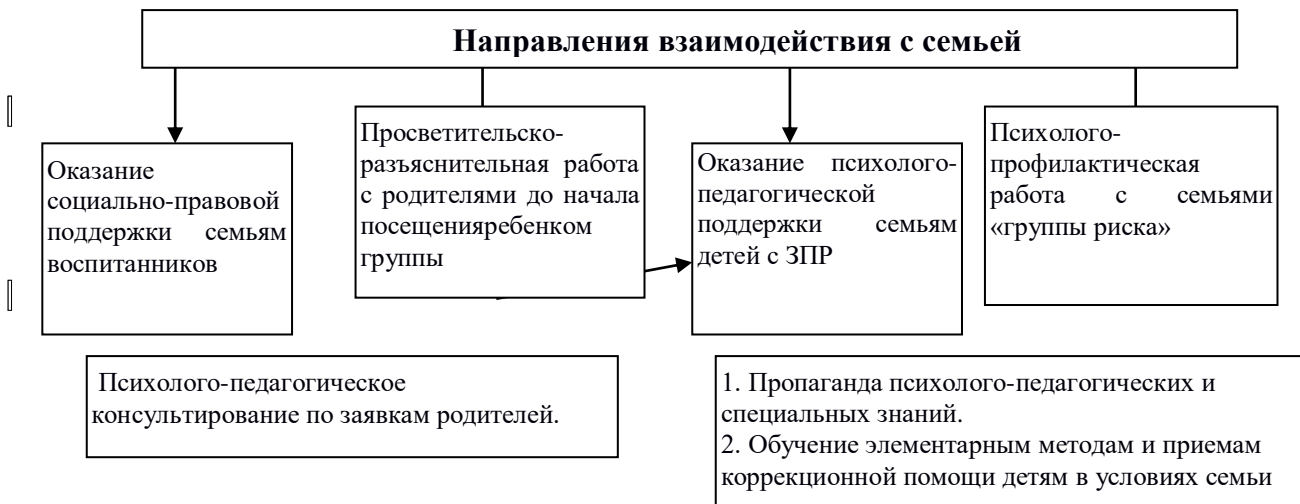 Направления взаимодействия с семьей
Оказание
социально-правовой
поддержки семьям
воспитанников
Просветительско-
разъяснительная работа
с родителями до начала
посещенияребенком
группы
Оказание психолого-
педагогической
поддержки семьям
детей с ЗПР
Психолого-
профилактическая
работа с семьями
«группы риска»
Психолого-педагогическое
консультирование по заявкам родителей.
1. Пропаганда психолого-педагогических и
специальных знаний.
2. Обучение элементарным методам и приемам
коррекционной помощи детям в условиях семьи